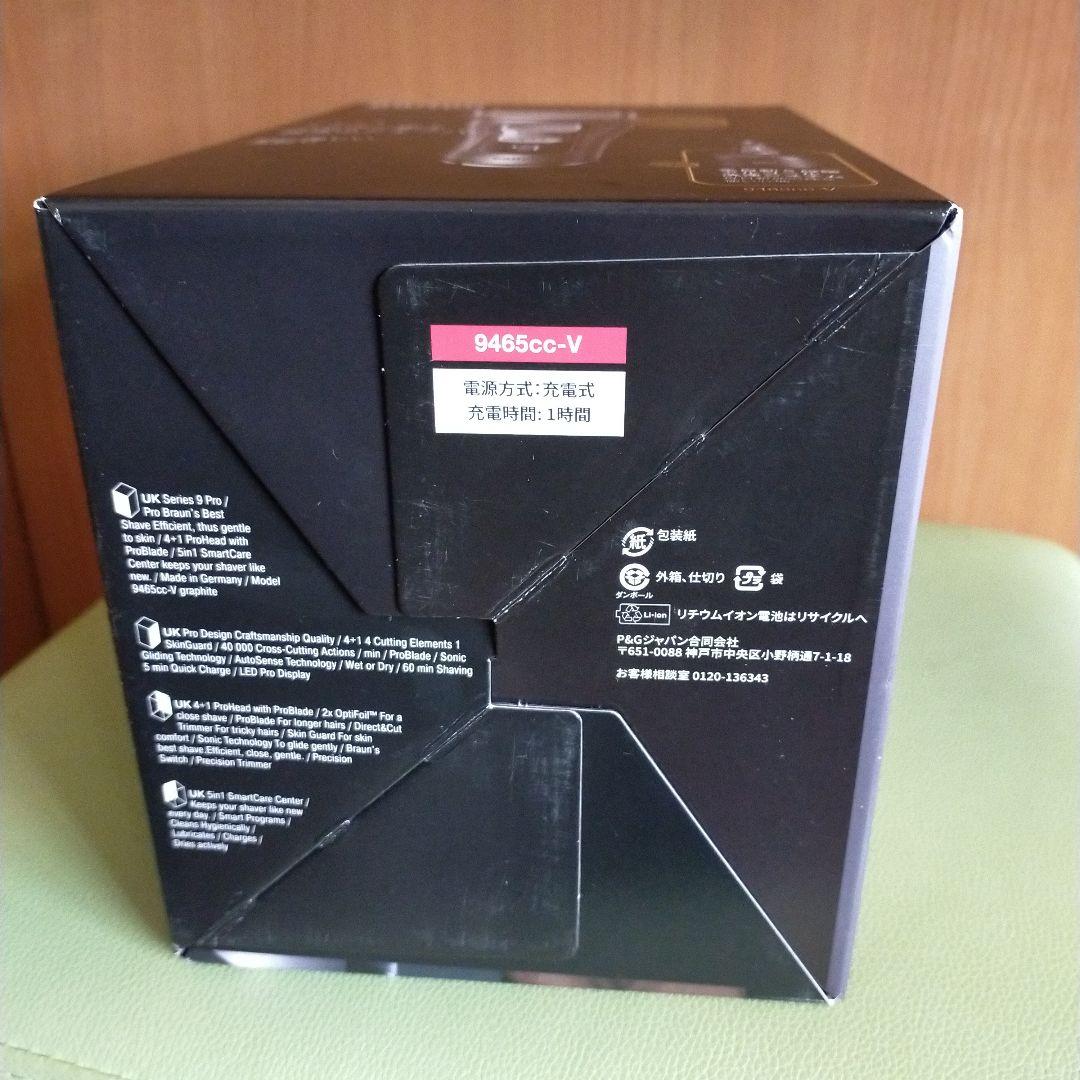 9465cc-V
電源方式:充電式
充電時間: 1時間
UK Series 9 Pro /
Pro Braun's Best
Shave Efficient, thus gentle
to skin / 4+1 ProHead with
ProBlade / 5in1 SmartCare
Center keeps your shaver like
new. / Made in Germany / Model
9465cc-V graphite
UK Pro Design Craftsmanship Quality / 4+1 4 Cutting Elements 1
SkinGuard / 40 000 Cross-Cutting Actions / min / ProBlade / Sonic
Gliding Technology / AutoSense Technology / Wet or Dry / 60 min Shaving
5 min Quick Charge / LED Pro Display
UK 4+1 ProHead with ProBlade / 2x OptiFoil™ For a
close shave / ProBlade For longer hairs / Direct&Cut
Trimmer For tricky hairs / Skin Guard For skin
comfort / Sonic Technology To glide gently / Braun's
best shave.Efficient, close, gentle. / Precision
Switch / Precision Trimmer
UK 5in1 SmartCare Center /
Keeps your shaver like new
every day. / Smart Programs /
Cleans Hygienically /
Lubricates / Charges /
Dries actively
紙 包装紙
外箱、仕切り プラ 袋
ダンボール
Li-ion リチウムイオン電池はリサイクルへ
P&Gジャパン合同会社
〒651-0088 神戸市中央区小野柄通7-1-18
お客様相談室 0120-136343